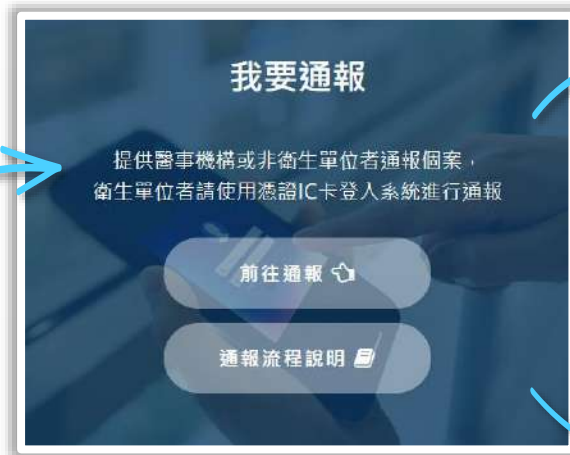 我要通報
提供醫事機構或非衛生單位者通報個案，
衛生單位者請使用憑證IC卡登入系統進行通報
前往通報
通報流程說明